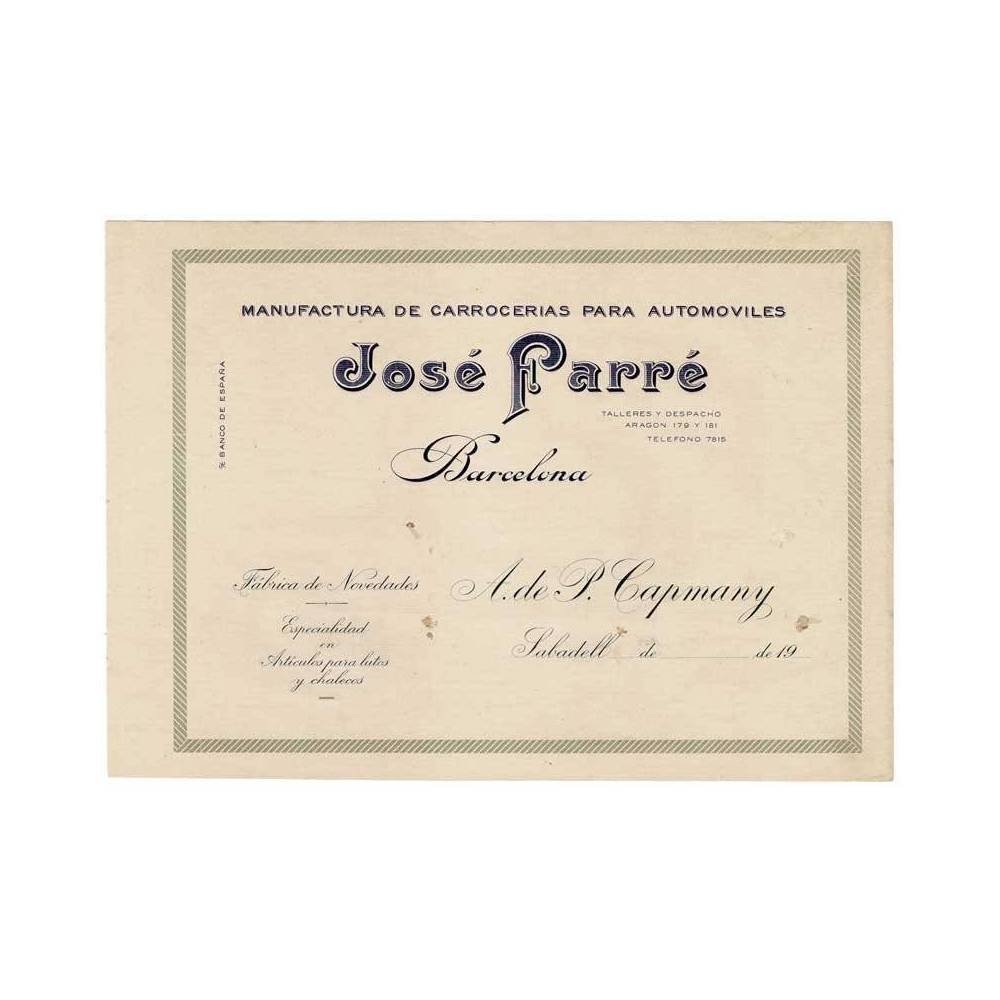 MANUFACTURA DE CARROCERIAS PARA AUTOMOVILES
José Farré
TALLERES Y DESPACHO
ARAGON 179 Y 181
TELEFONO 7815
% BANCO DE ESPAÑA
Barcelona
Fábrica de Novedades
Especialidad
en
Artículos para lutos
y chalecos
A. de P. Capmany
Sabadell de de 19